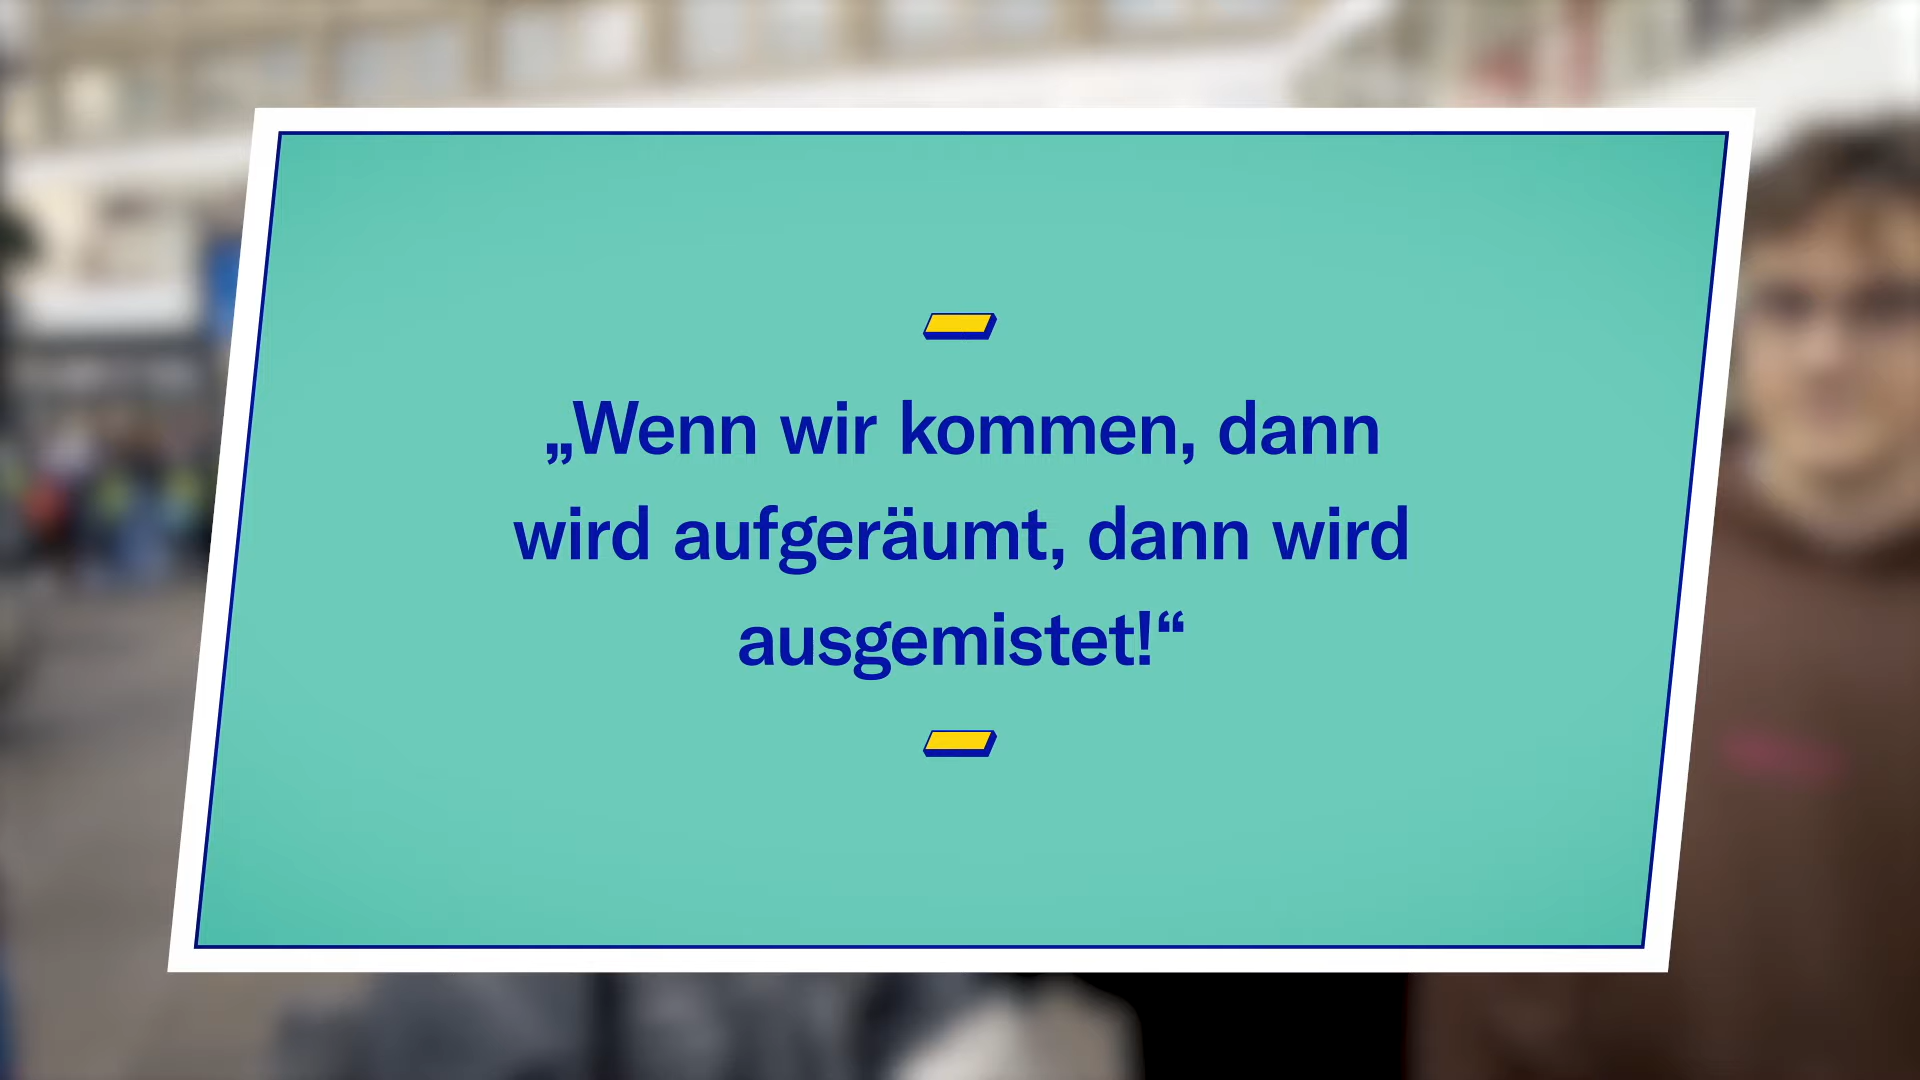 „Wenn wir kommen, dann
wird aufgeräumt, dann wird
ausgemistet!“